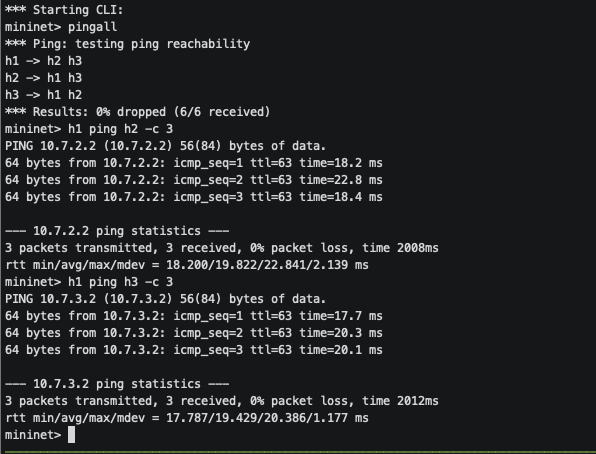 *** Starting CLI:
mininet> pingall
*** Ping: testing ping reachability
h1 -> h2 h3
h2 -> h1 h3
h3 -> h1 h2
*** Results: 0% dropped (6/6 received)
mininet> h1 ping h2 -c 3
PING 10.7.2.2 (10.7.2.2) 56(84) bytes of data.
64 bytes from 10.7.2.2: icmp_seq=1 ttl=63 time=18.2 ms
64 bytes from 10.7.2.2: icmp_seq=2 ttl=63 time=22.8 ms
64 bytes from 10.7.2.2: icmp_seq=3 ttl=63 time=18.4 ms

--- 10.7.2.2 ping statistics ---
3 packets transmitted, 3 received, 0% packet loss, time 2008ms
rtt min/avg/max/mdev = 18.200/19.822/22.841/2.139 ms
mininet> h1 ping h3 -c 3
PING 10.7.3.2 (10.7.3.2) 56(84) bytes of data.
64 bytes from 10.7.3.2: icmp_seq=1 ttl=63 time=17.7 ms
64 bytes from 10.7.3.2: icmp_seq=2 ttl=63 time=20.3 ms
64 bytes from 10.7.3.2: icmp_seq=3 ttl=63 time=20.1 ms

--- 10.7.3.2 ping statistics ---
3 packets transmitted, 3 received, 0% packet loss, time 2012ms
rtt min/avg/max/mdev = 17.787/19.429/20.386/1.177 ms
mininet>